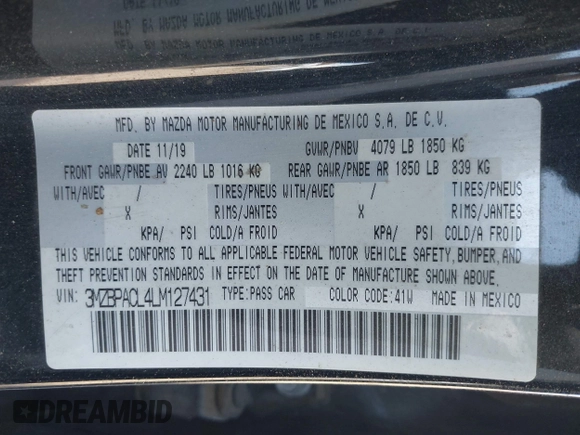 MFD. BY MAZDA MOTOR MANUFACTURING DE MEXICO S.A. DE C.V.
DATE 11/19 GVWR/PNBV 4079 LB 1850 KG
FRONT GAWR/PNBE AV 2240 LB 1016 KG REAR GAWR/PNBE AR 1850 LB 839 KG
WITH/AVEC / TIRES/PNEUS WITH/AVEC / TIRES/PNEUS
X RIMS/JANTES X RIMS/JANTES
KPA/ PSI COLD/A FROID KPA/ PSI COLD/A FROID
THIS VEHICLE CONFORMS TO ALL APPLICABLE FEDERAL MOTOR VEHICLE SAFETY, BUMPER, AND
THEFT PREVENTION STANDARDS IN EFFECT ON THE DATE OF MANUFACTURE SHOWN ABOVE.
VIN: 3MZBPACL4LM127431 TYPE:PASS CAR COLOR CODE:41W MADE IN MEXICO
DREAMBID